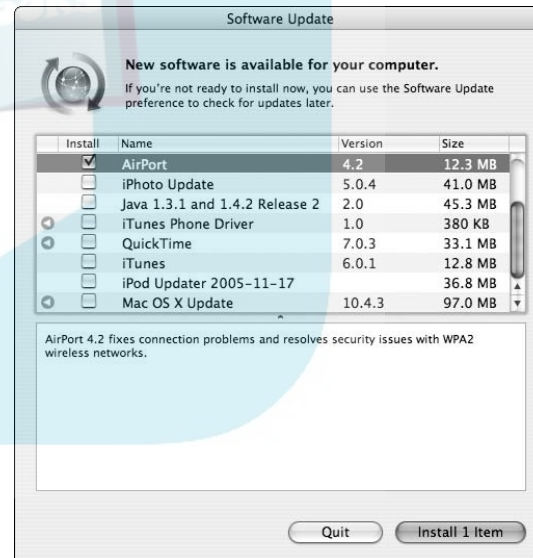 Software Update
New software is available for your computer.
If you're not ready to install now, you can use the Software Update
preference to check for updates later.
Install Name Version Size
AirPort 4.2 12.3 MB
iPhoto Update 5.0.4 41.0 MB
Java 1.3.1 and 1.4.2 Release 2 2.0 45.3 MB
iTunes Phone Driver 1.0 380 KB
QuickTime 7.0.3 33.1 MB
iTunes 6.0.1 12.8 MB
iPod Updater 2005-11-17 36.8 MB
Mac OS X Update 10.4.3 97.0 MB
AirPort 4.2 fixes connection problems and resolves security issues with WPA2
wireless networks.
Quit Install 1 Item